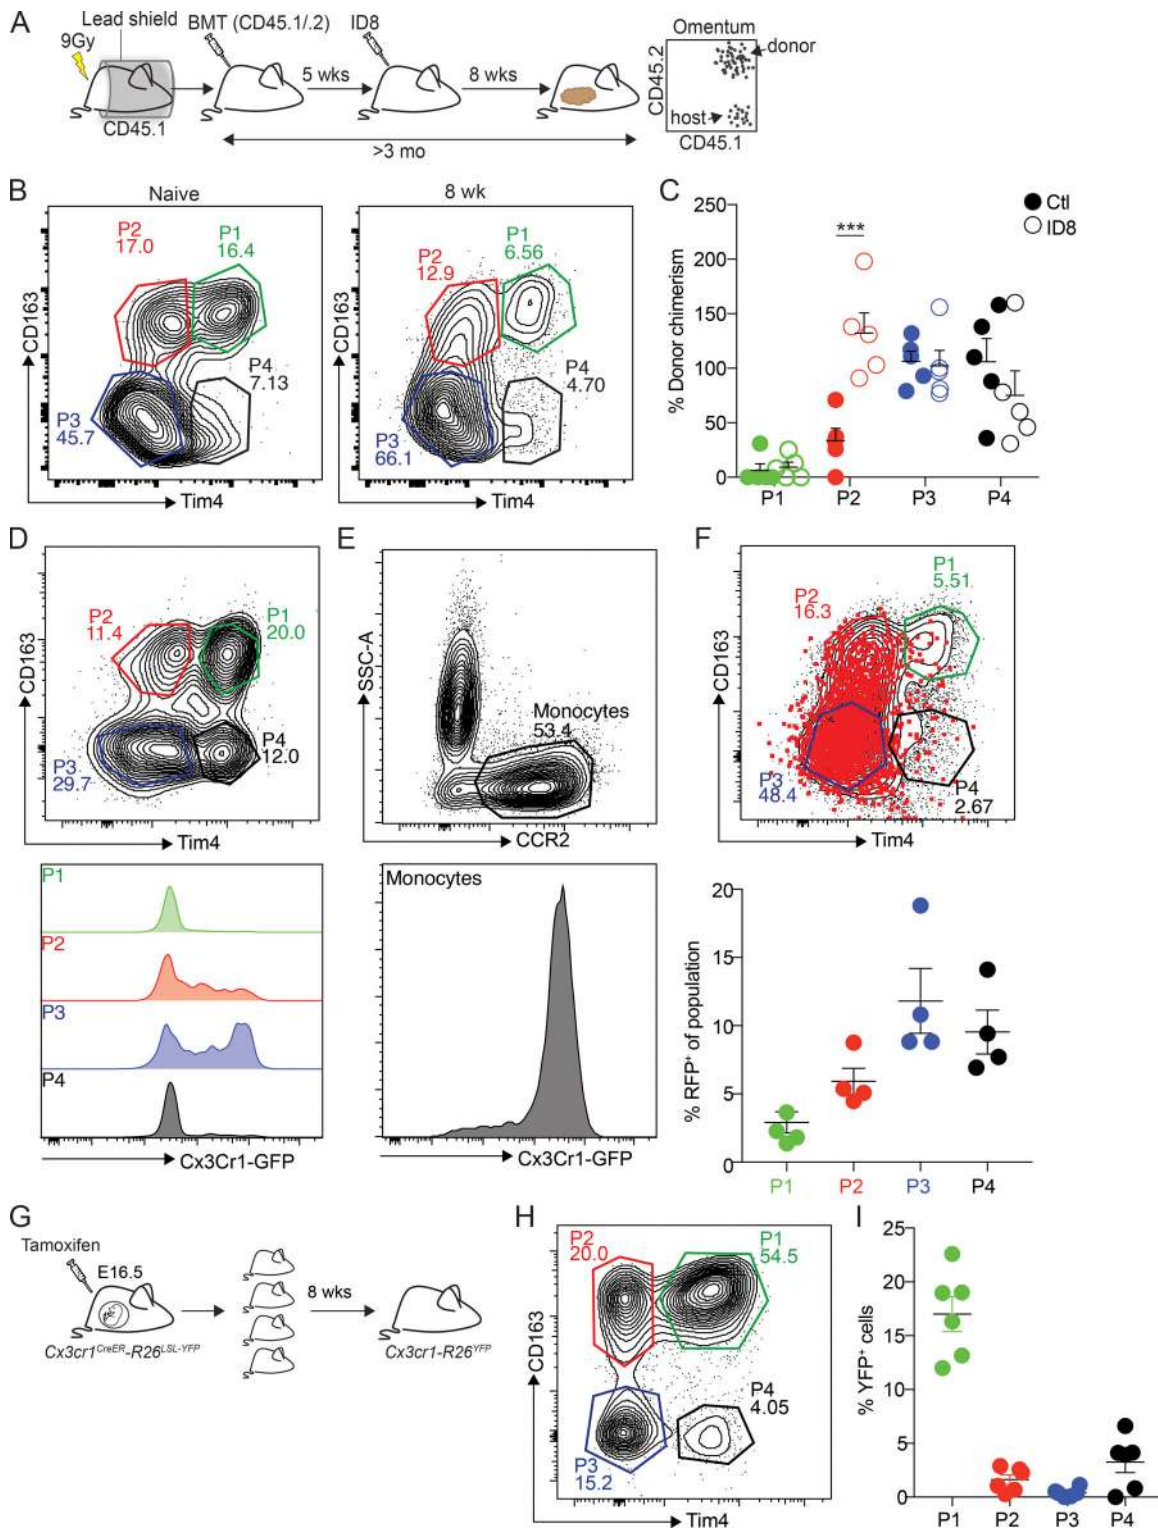 A
Lead shield
9Gy
CD45.1
BMT (CD45.1/.2)
5 wks
ID8
8 wks
>3 mo
Omentum
donor
host
CD45.2
CD45.1
B
Naive
P2
17.0
P1
16.4
P4
7.13
P3
45.7
CD163
Tim4
8 wk
P2
12.9
P1
6.56
P4
4.70
P3
66.1
CD163
Tim4
C
Ctl
ID8
% Donor chimerism
250
200
150
100
50
0
***
P1 P2 P3 P4
D
P2
11.4
P1
20.0
P4
12.0
P3
29.7
CD163
Tim4
P1
P2
P3
P4
Cx3Cr1-GFP
E
SSC-A
Monocytes
53.4
CCR2
Monocytes
Cx3Cr1-GFP
F
P2
16.3
P1
5.51
P3
48.4
P4
2.67
CD163
Tim4
% RFP+ of population
20
15
10
5
0
P1 P2 P3 P4
G
Tamoxifen
E16.5
8 wks
Cx3cr1CreER-R26LSL-YFP
Cx3cr1-R26YFP
H
P2
20.0
P1
54.5
P4
4.05
P3
15.2
CD163
Tim4
I
% YFP+ cells
25
20
15
10
5
0
P1 P2 P3 P4